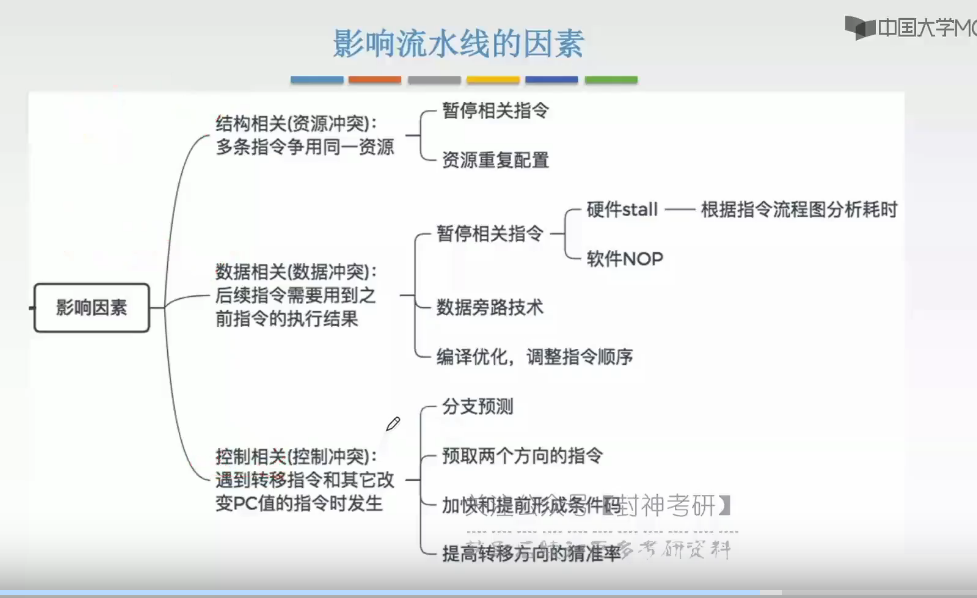 影响流水线的因素
中国大学MO
结构相关(资源冲突)：
多条指令争用同一资源
暂停相关指令
资源重复配置
影响因素
数据相关(数据冲突)：
后续指令需要用到之
前指令的执行结果
暂停相关指令
硬件stall
根据指令流程图分析耗时
软件NOP
数据旁路技术
编译优化，调整指令顺序
控制相关(控制冲突)：
遇到转移指令和其它改
变PC值的指令时发生
分支预测
预取两个方向的指令
加快和提前形成条件码
提高转移方向的猜准率
关注公众号【封神考研】
多考研资料